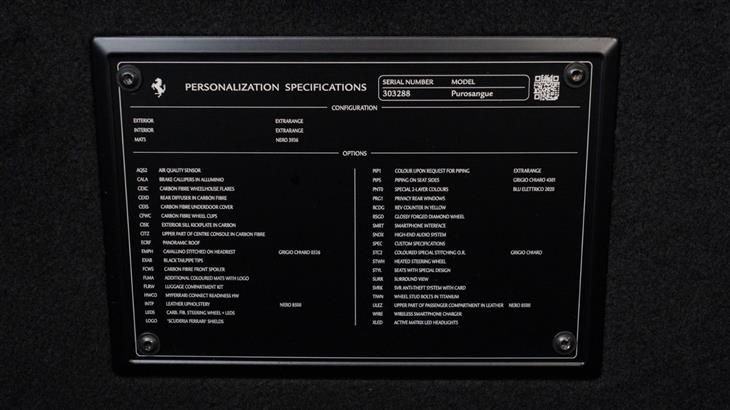 PERSONALIZATION SPECIFICATIONS
SERIAL NUMBER MODEL
303288 Purosangue
CONFIGURATION
EXTERIOR EXTRARANGE
INTERIOR EXTRARANGE
MATS NERO 3936
OPTIONS
AQS2 AIR QUALITY SENSOR
CALA BRAKE CALLIPERS IN ALLUMINIO
CEXC CARBON FIBRE WHEELHOUSE FLARES
CEXD REAR DIFFUSER IN CARBON FIBRE
CEXS CARBON FIBRE UNDERDOOR COVER
CFWC CARBON FIBRE WHEEL CUPS
CISK EXTERIOR SILL KICKPLATE IN CARBON
CITZ UPPER PART OF CENTRE CONSOLE IN CARBON FIBRE
ECRF PANORAMIC ROOF
EMPH CAVALLINO STITCHED ON HEADREST GRIGIO CHIARO 0326
EXAB BLACK TAILPIPE TIPS
FCWS CARBON FIBRE FRONT SPOILER
FUMA ADDITIONAL COLOURED MATS WITH LOGO
FLRW LUGGAGE COMPARTMENT KIT
HWCO MYFERRARI CONNECT READINESS HW
INTF LEATHER UPHOLSTERY NERO 8500
LEDS CARB. FIB. STEERING WHEEL + LEDS
LOGO "SCUDERIA FERRARI" SHIELDS
PIP1 COLOUR UPON REQUEST FOR PIPING EXTRARANGE
PIPS PIPING ON SEAT SIDES GRIGIO CHIARO 4301
PNT0 SPECIAL 2-LAYER COLOURS BLU ELETTRICO 2020
PRG1 PRIVACY REAR WINDOWS
RCDG REV COUNTER IN YELLOW
RSGD GLOSSY FORGED DIAMOND WHEEL
SMRT SMARTPHONE INTERFACE
SNDX HIGH-END AUDIO SYSTEM
SPEC CUSTOM SPECIFICATIONS
STC2 COLOURED SPECIAL STITCHING O.R. GRIGIO CHIARO
STWH HEATED STEERING WHEEL
STYL SEATS WITH SPECIAL DESIGN
SURR SURROUND VIEW
SVRK SVR ANTI-THEFT SYSTEM WITH CARD
TIWN WHEEL STUD BOLTS IN TITANIUM
ULEZ UPPER PART OF PASSENGER COMPARTMENT IN LEATHER NERO 8500
WIRE WIRELESS SMARTPHONE CHARGER
XLED ACTIVE MATRIX LED HEADLIGHTS